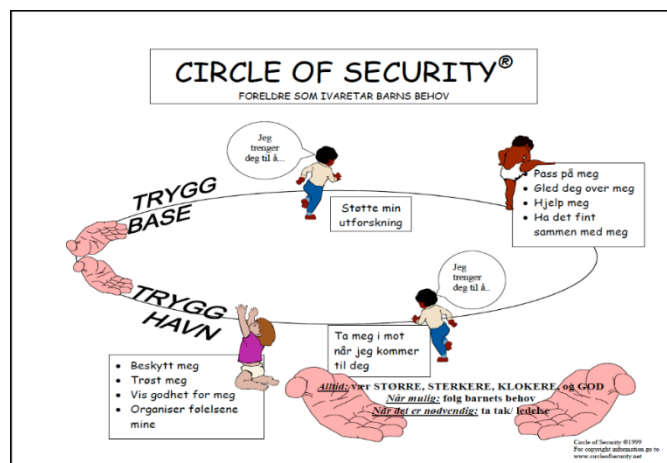 CIRCLE OF SECURITY®
FORELDRE SOM IVARETAR BARNS BEHOV
Jeg
trenger
deg til å...
TRYGG
BASE
Støtte min
utforskning
• Pass på meg
• Gled deg over meg
• Hjelp meg
• Ha det fint
sammen med meg
Jeg
trenger
deg til å..
TRYGG
HAVN
Ta meg i mot
når jeg kommer
til deg
• Beskytt meg
• Trøst meg
• Vis godhet for meg
• Organiser følelsene
mine
Alltid: vær STØRRE, STERKERE, KLOKERE, og GOD
Når mulig: følg barnets behov
Når det er nødvendig: ta tak/ ledelse
Circle of Security ©1999
For copyright information go to
www.circleofsecurity.net